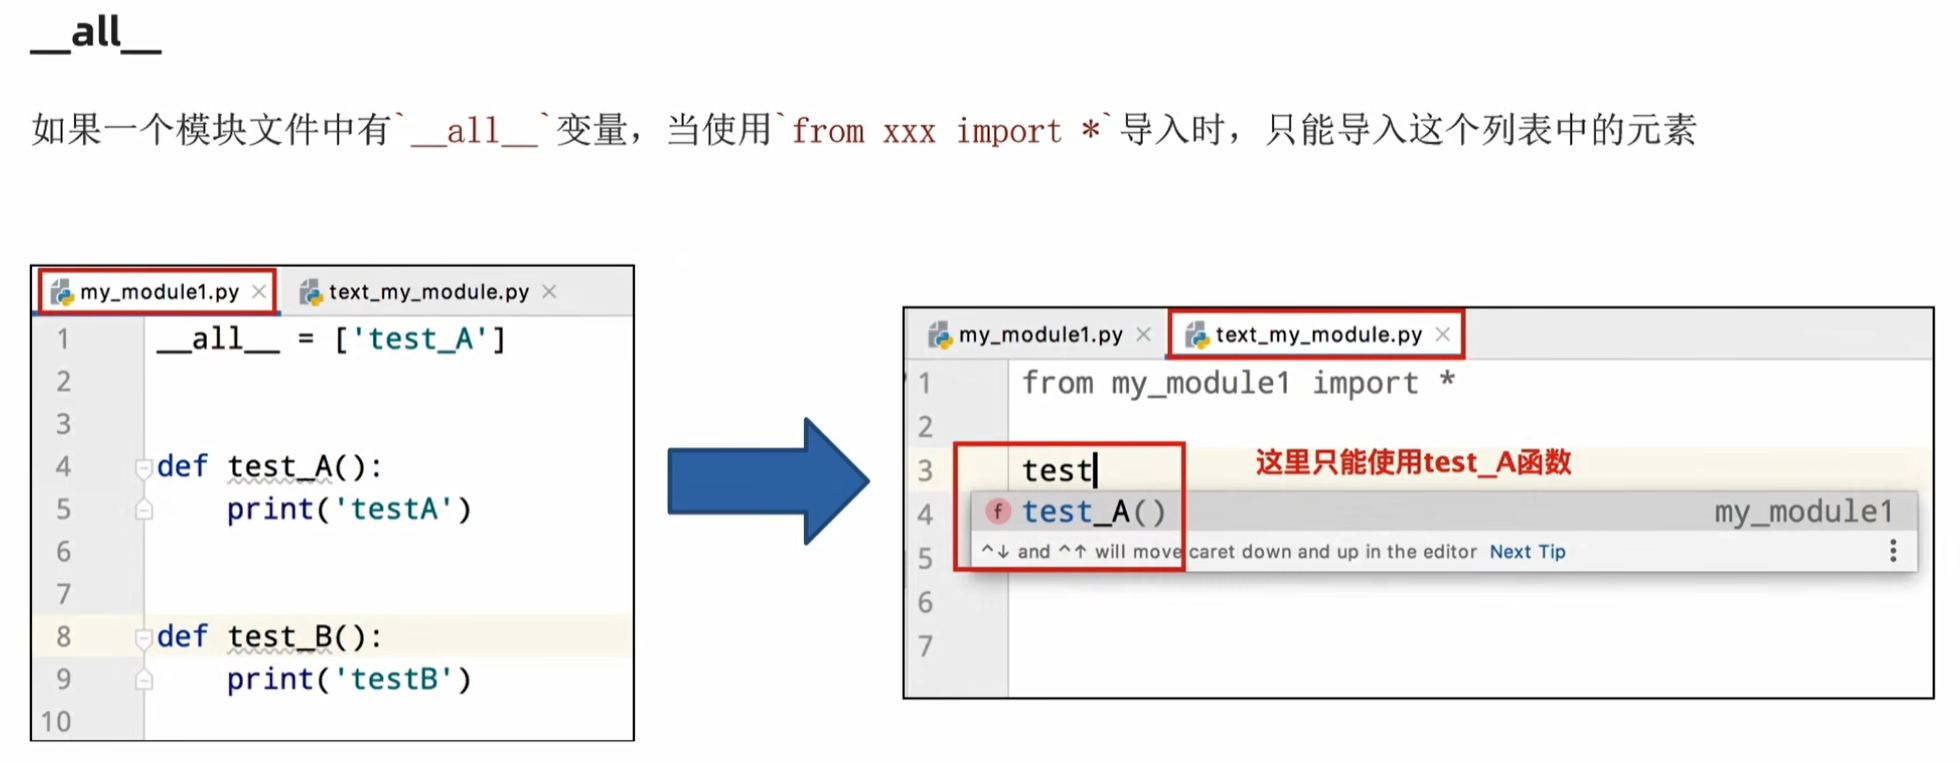 __all__
如果一个模块文件中有`__all__`变量，当使用`from xxx import *`导入时，只能导入这个列表中的元素
my_module1.py × text_my_module.py ×
1 __all__ = ['test_A']
2
3
4 def test_A():
5 print('testA')
6
7
8 def test_B():
9 print('testB')
10
my_module1.py × text_my_module.py ×
1 from my_module1 import *
2
3 test 这里只能使用test_A函数
4 f test_A() my_module1
5 ^↓ and ^↑ will move caret down and up in the editor Next Tip
6
7